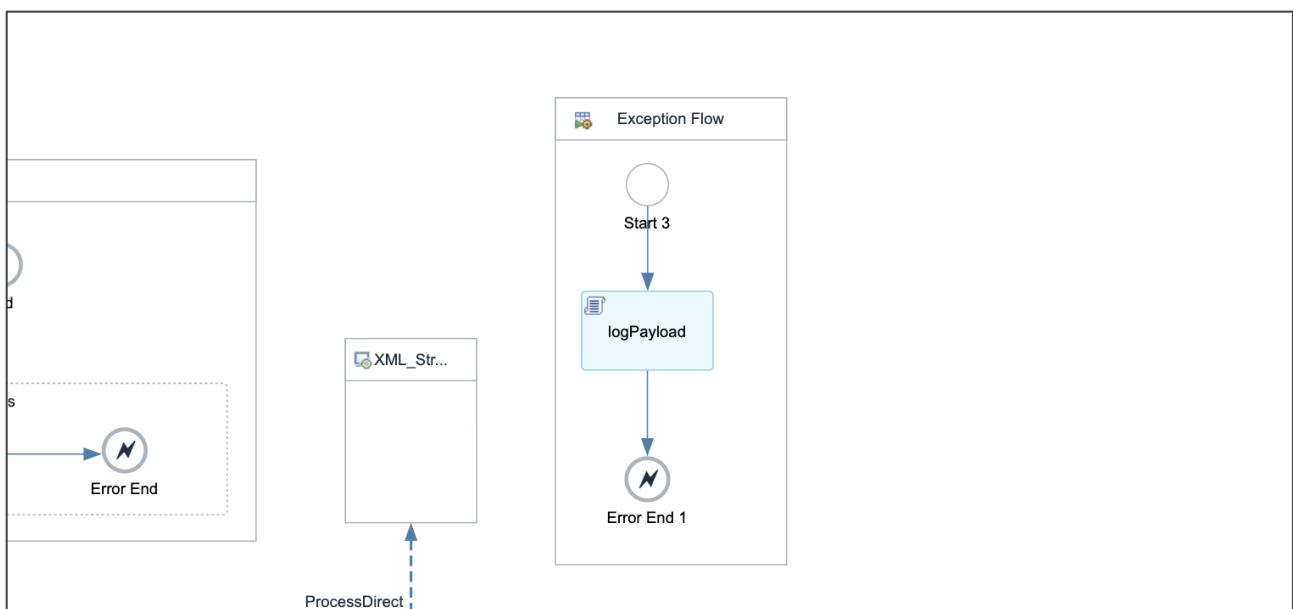 Exception Flow
Start 3
logPayload
XML_Str...
Error End
Error End 1
ProcessDirect